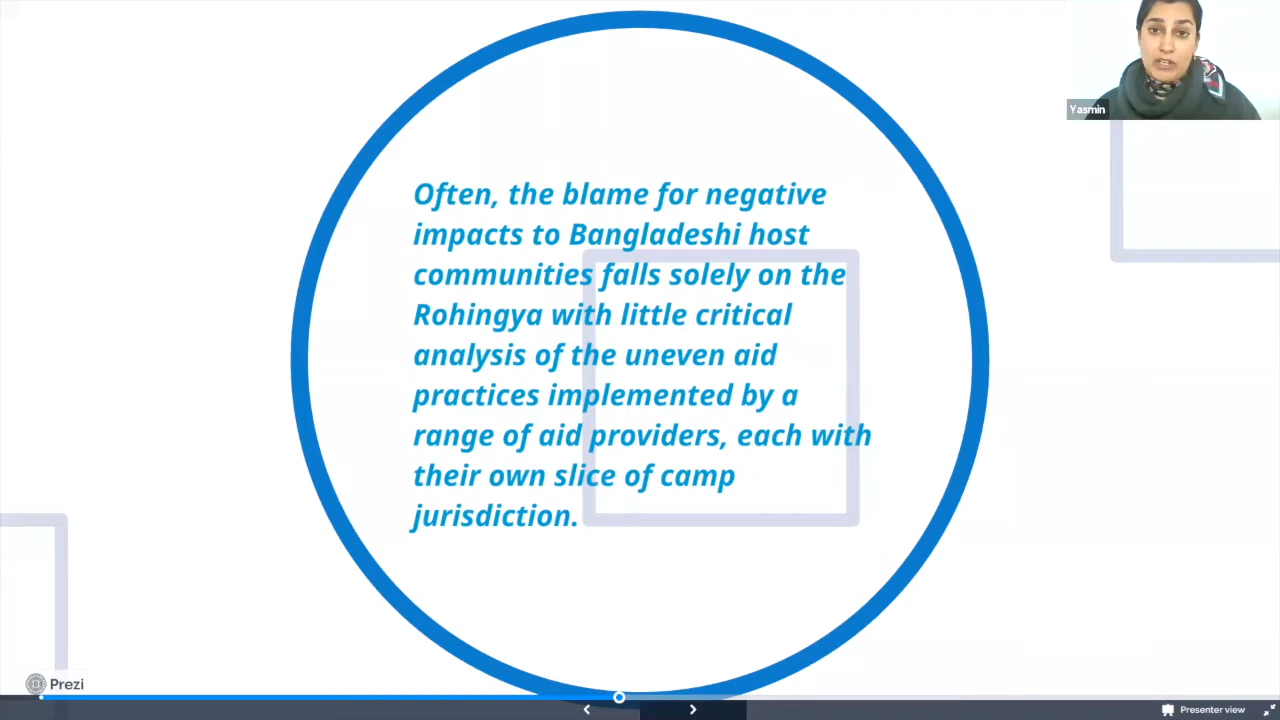 Yasmin
Often, the blame for negative
impacts to Bangladeshi host
communities falls solely on the
Rohingya with little critical
analysis of the uneven aid
practices implemented by a
range of aid providers, each with
their own slice of camp
jurisdiction.
Prezi
Presenter view